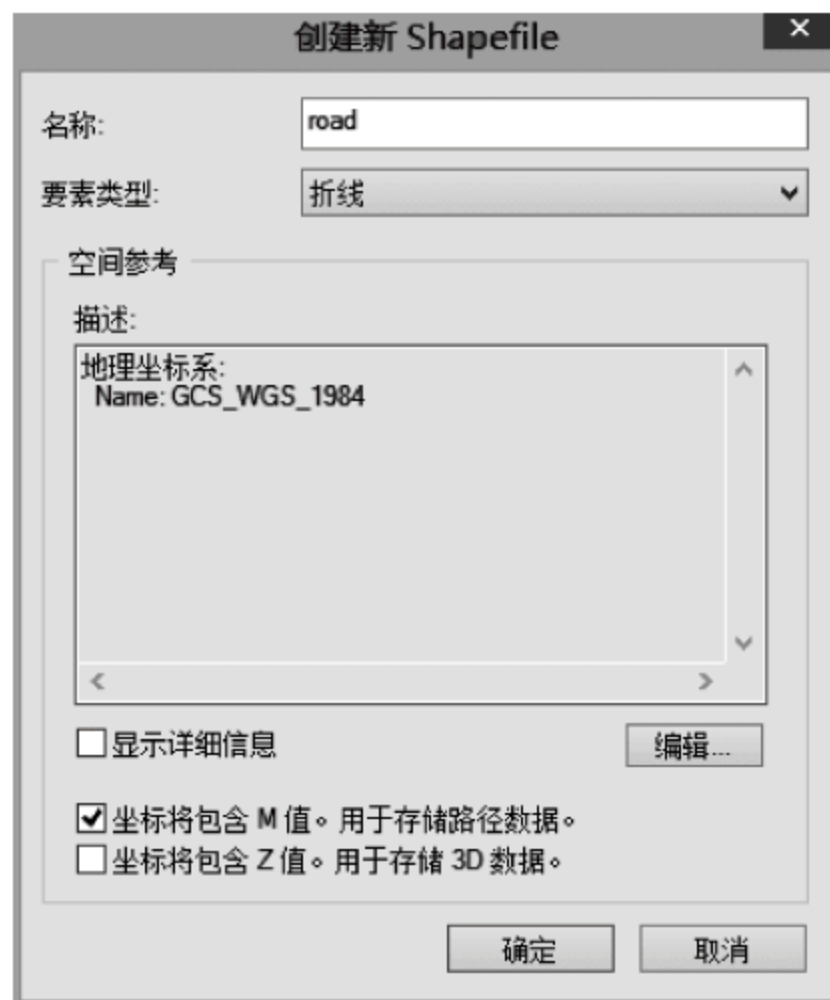 创建新 Shapefile
名称:
road
要素类型:
折线
空间参考
描述:
地理坐标系:
Name: GCS_WGS_1984
显示详细信息
编辑...
坐标将包含 M 值。用于存储路径数据。
坐标将包含 Z 值。用于存储 3D 数据。
确定
取消